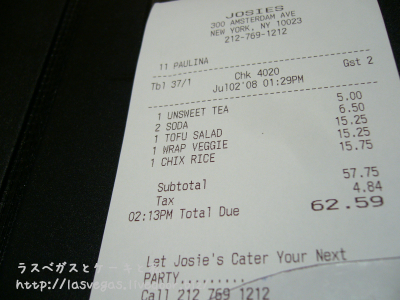 JOSIES
300 AMSTERDAM AVE
NEW YORK, NY 10023
212-769-1212
11 PAULINA
Tbl 37/1 Chk 4020 Gst 2
Jul02'08 01:29PM
1 UNSWEET TEA 5.00
2 SODA 6.50
1 TOFU SALAD 15.25
1 WRAP VEGGIE 15.25
1 CHIX RICE 15.75
Subtotal 57.75
Tax 4.84
02:13PM Total Due 62.59
Let Josie's Cater Your Next
PARTY.........
Call 212 769 1212
ラスベガスと
http://lasvegas.